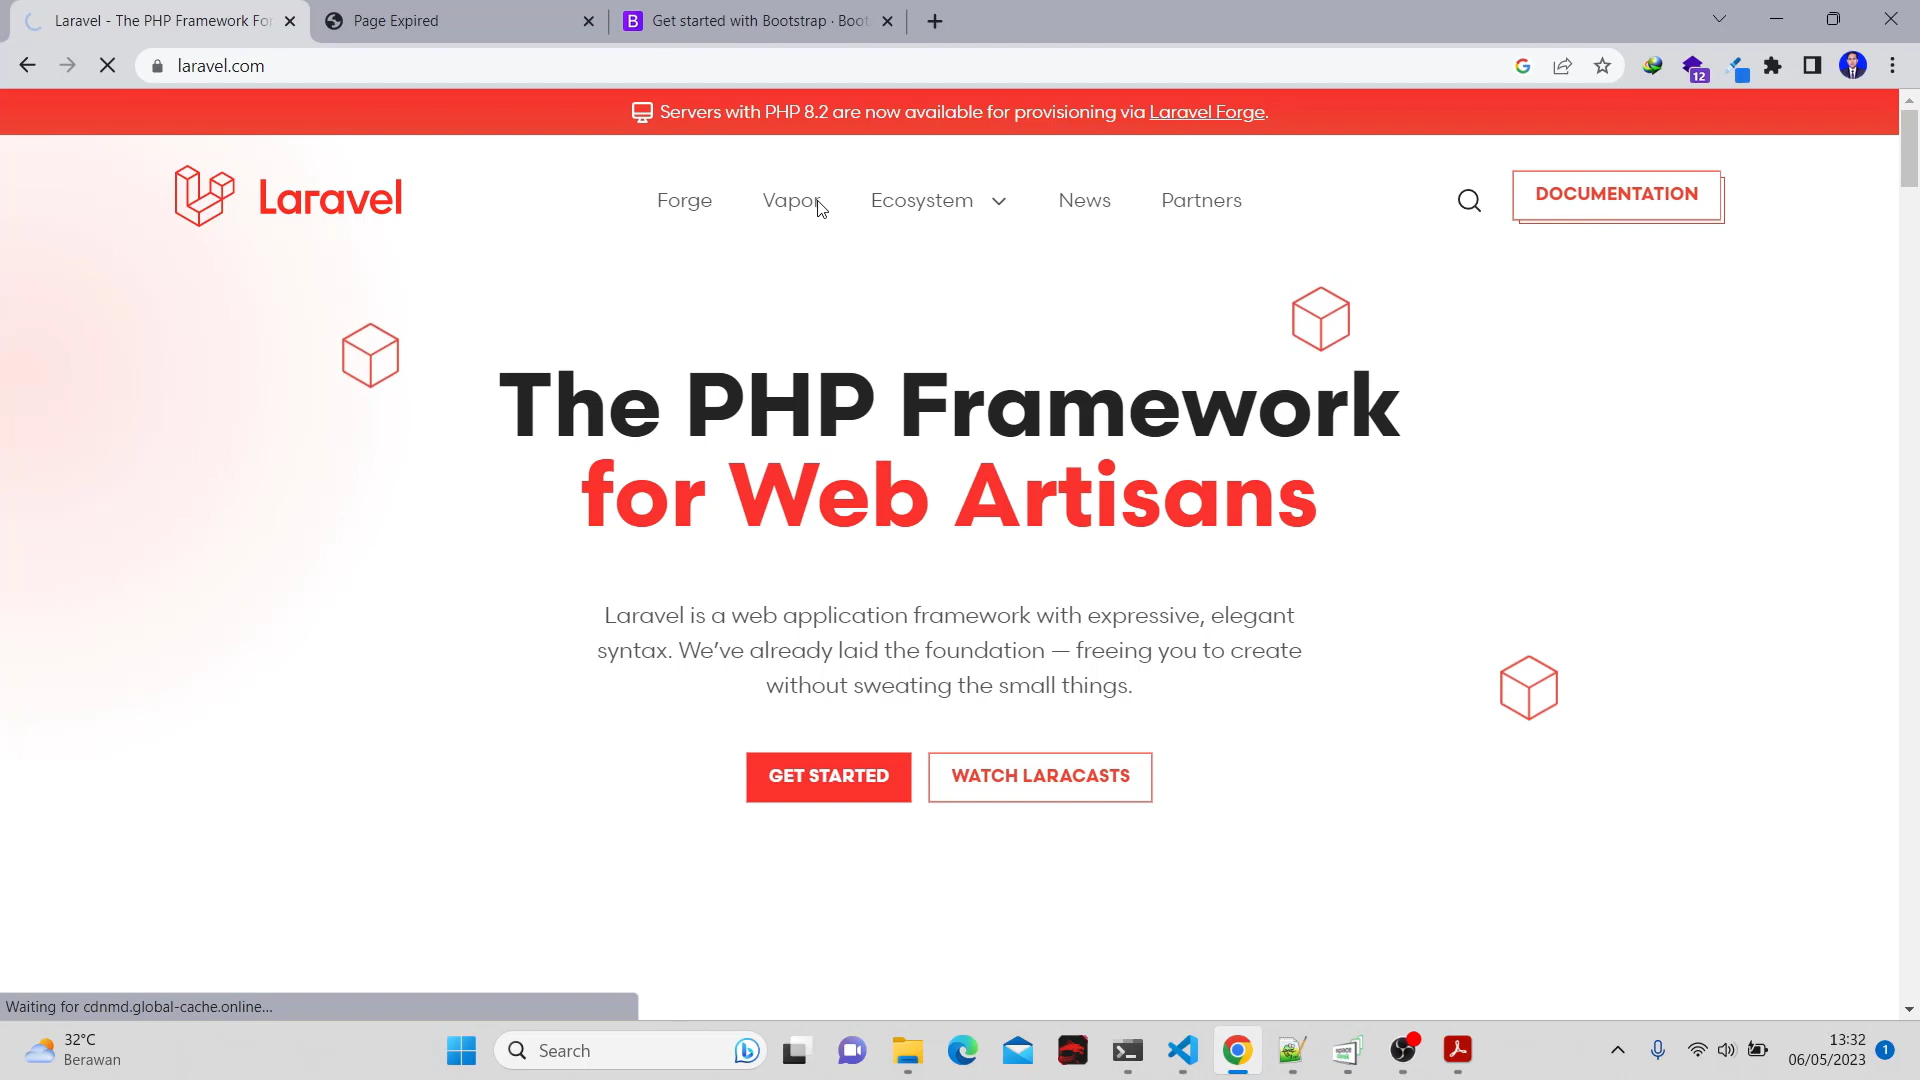 Laravel - The PHP Framework For
Page Expired
Get started with Bootstrap · Boot
laravel.com
12
Servers with PHP 8.2 are now available for provisioning via Laravel Forge.
Laravel
Forge
Vapor
Ecosystem
News
Partners
DOCUMENTATION
The PHP Framework
for Web Artisans
Laravel is a web application framework with expressive, elegant
syntax. We’ve already laid the foundation — freeing you to create
without sweating the small things.
GET STARTED
WATCH LARACASTS
Waiting for cdnmd.global-cache.online...
32°C
Berawan
Search
space
desk
13:32
06/05/2023
1